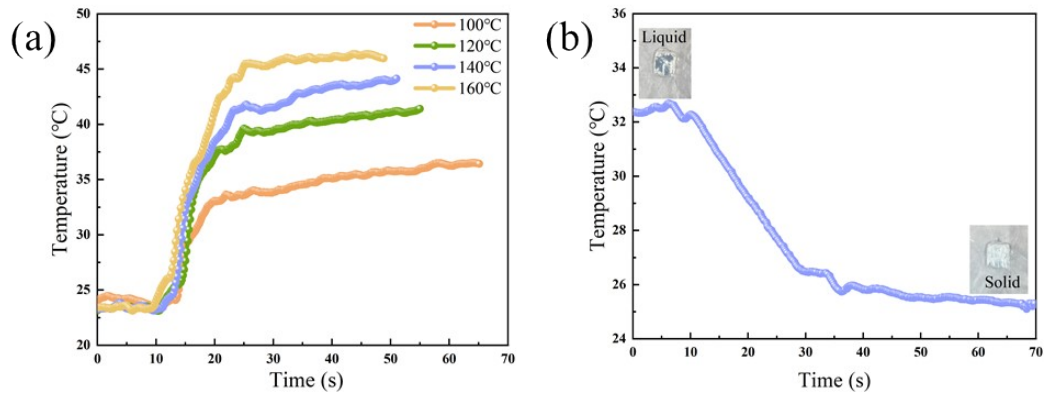 (a)
100℃
120℃
140℃
160℃
50
45
40
35
30
25
20
Temperature (℃)
0 10 20 30 40 50 60 70
Time (s)
(b)
Liquid
Solid
36
34
32
30
28
26
24
Temperature (℃)
0 10 20 30 40 50 60 70
Time (s)